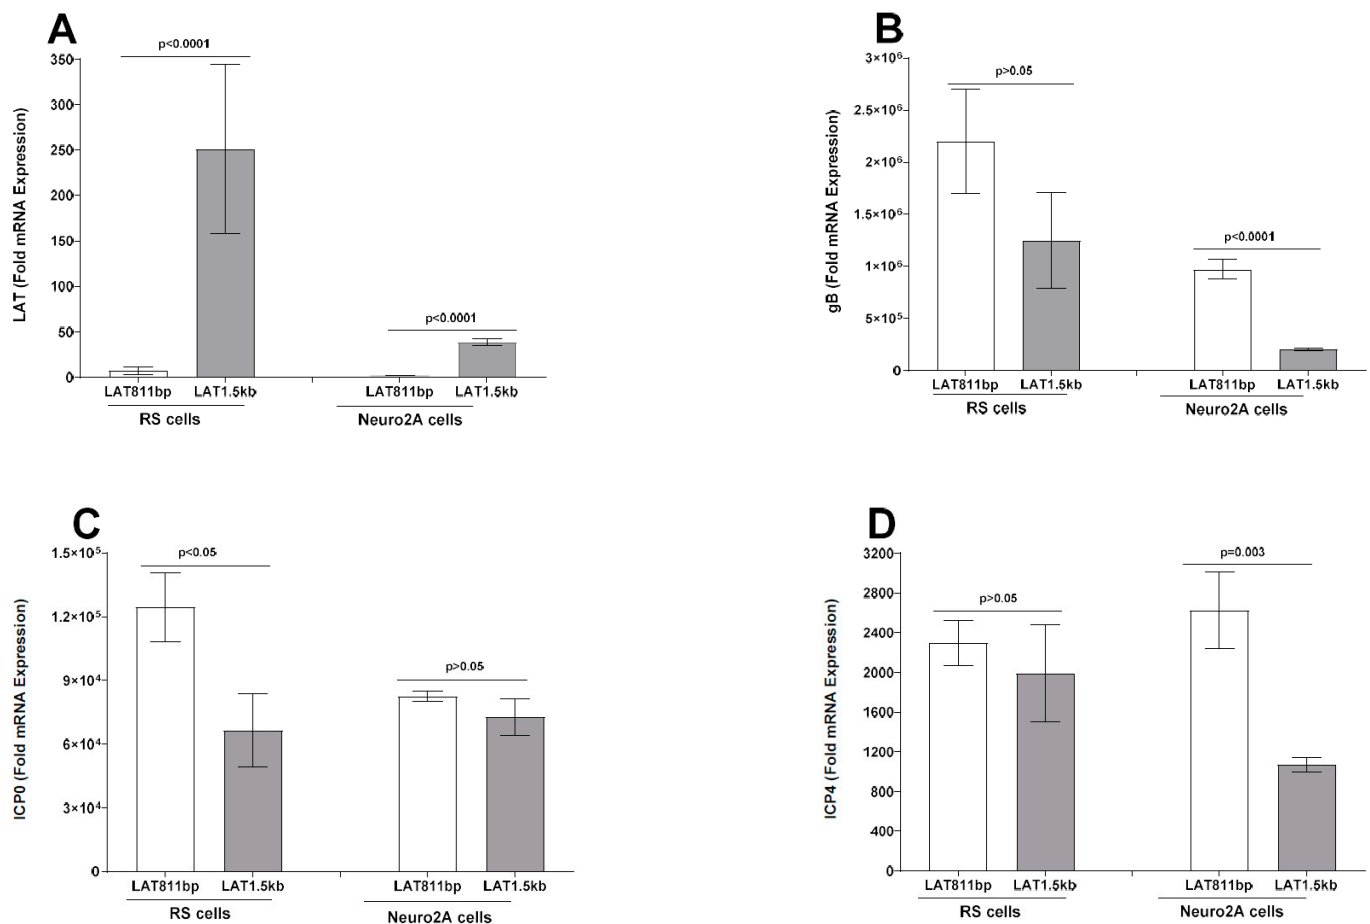 A
p<0.0001
350
300
250
200
150
100
50
0
LAT (Fold mRNA Expression)
p<0.0001
LAT811bp LAT1.5kb LAT811bp LAT1.5kb
RS cells Neuro2A cells
B
3×10⁶
2.5×10⁶
2×10⁶
1.5×10⁶
1×10⁶
5×10⁵
0
gB (Fold mRNA Expression)
p>0.05
p<0.0001
LAT811bp LAT1.5kb LAT811bp LAT1.5kb
RS cells Neuro2A cells
C
1.5×10⁵
1.2×10⁵
9×10⁴
6×10⁴
3×10⁴
0
ICP0 (Fold mRNA Expression)
p<0.05
p>0.05
LAT811bp LAT1.5kb LAT811bp LAT1.5kb
RS cells Neuro2A cells
D
3200
2800
2400
2000
1600
1200
800
400
0
ICP4 (Fold mRNA Expression)
p>0.05
p=0.003
LAT811bp LAT1.5kb LAT811bp LAT1.5kb
RS cells Neuro2A cells